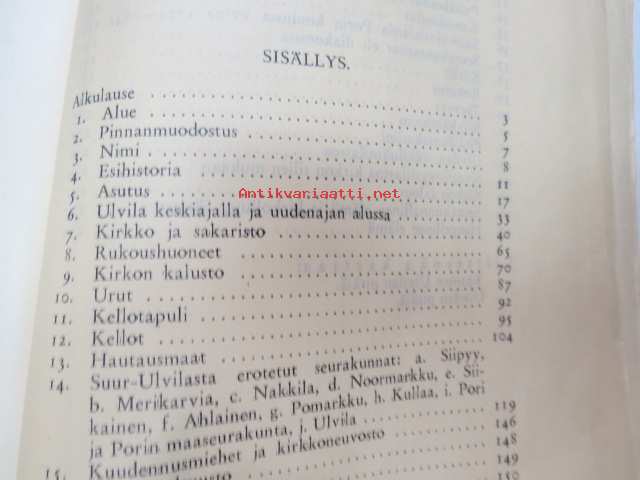 SISÄLLYS.
Alkulause . . . . . . . . . . . . . . . . . . . . 3
1. Alue . . . . . . . . . . . . . . . . . . . . 5
2. Pinnanmuodostus . . . . . . . . . . . . . . . . 7
3. Nimi . . . . . . . . . . . . . . . . . . . . 8
4. Esihistoria . . . . . . . . . . . . . . . . . . 11
5. Asutus . . . . . . . . . . . . . . . . . . . 17
Antikvariaatti.net
6. Ulvila keskiajalla ja uudenajan alussa . . . . . . . . 33
7. Kirkko ja sakaristo . . . . . . . . . . . . . . . 40
8. Rukoushuoneet . . . . . . . . . . . . . . . . . 65
9. Kirkon kalusto . . . . . . . . . . . . . . . . . 70
10. Urut . . . . . . . . . . . . . . . . . . . . 87
11. Kellotapuli . . . . . . . . . . . . . . . . . . 92
12. Kellot . . . . . . . . . . . . . . . . . . . . 95
13. Hautausmaat . . . . . . . . . . . . . . . . . 104
14. Suur-Ulvilasta erotetut seurakunnat: a. Siipyy,
b. Merikarvia, c. Nakkila, d. Noormarkku, e. Sii-
kainen, f. Ahlainen, g. Pomarkku, h. Kullaa, i. Pori
ja Porin maaseurakunta, j. Ulvila . . . . . . . . . . 119
15. Kuudennusmiehet ja kirkkoneuvosto . . . . . . . . 146
148
149
150